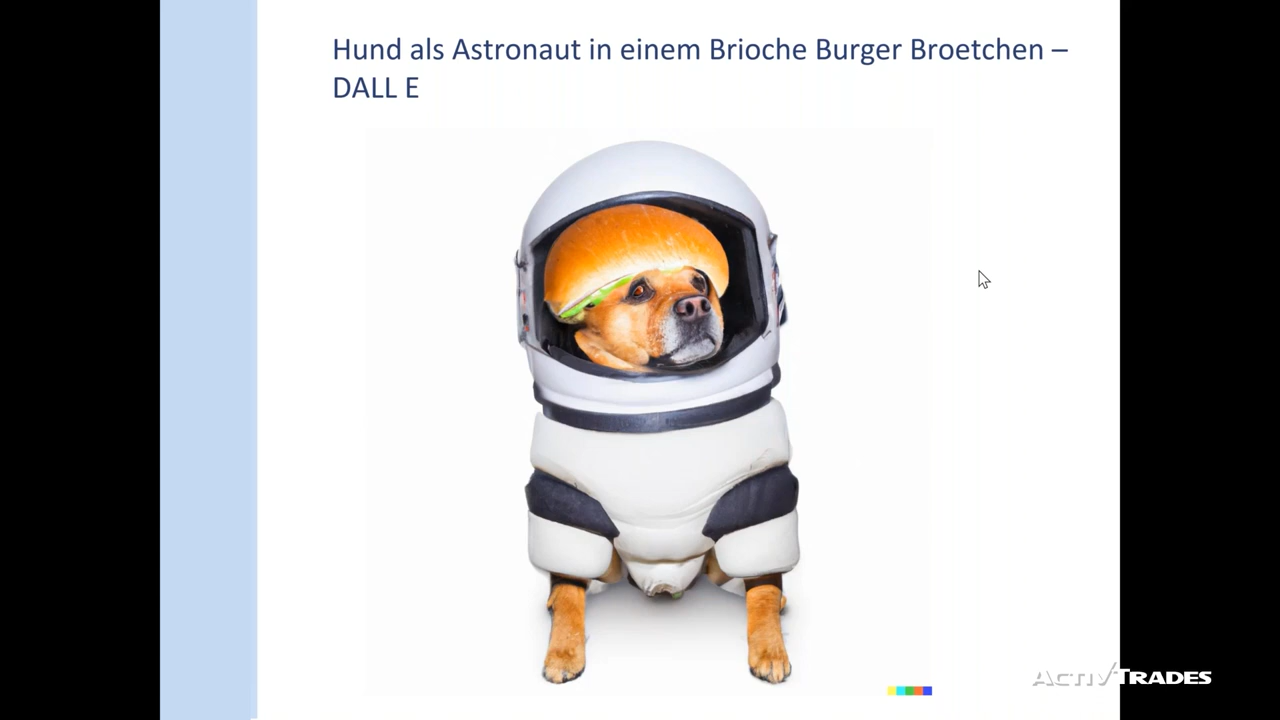 Hund als Astronaut in einem Brioche Burger Broetchen –
DALL E
ACTIVTRADES